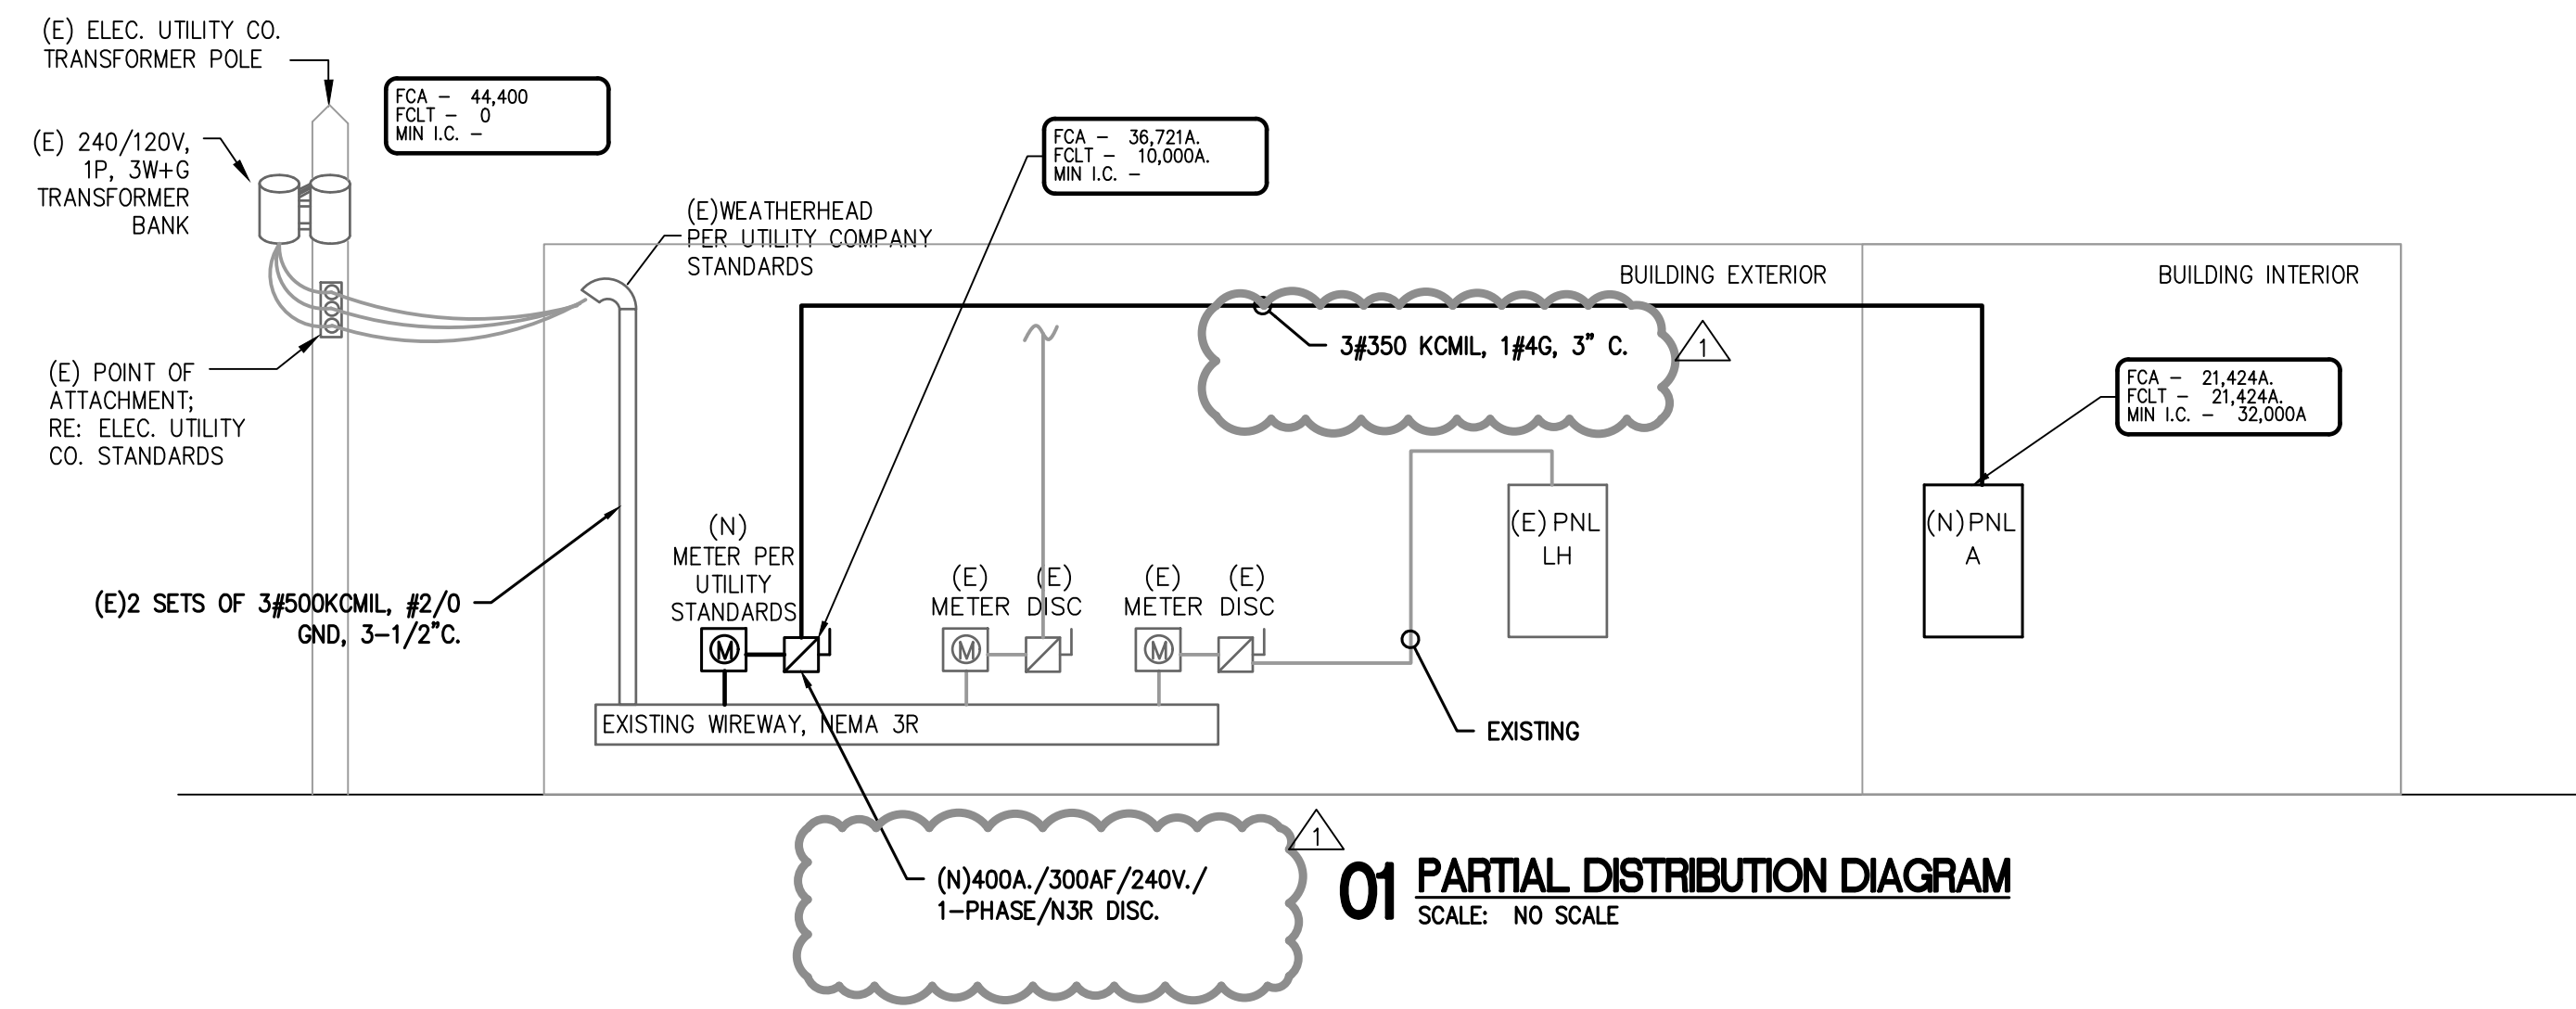 (E) ELEC. UTILITY CO.
TRANSFORMER POLE
FCA - 44,400
FCLT - 0
MIN I.C. -
(E) 240/120V,
1P, 3W+G
TRANSFORMER
BANK
FCA - 36,721A.
FCLT - 10,000A.
MIN I.C. -
(E)WEATHERHEAD
PER UTILITY COMPANY
STANDARDS
BUILDING EXTERIOR
BUILDING INTERIOR
3#350 KCMIL, 1#4G, 3" C.
1
(E) POINT OF
ATTACHMENT;
RE: ELEC. UTILITY
CO. STANDARDS
FCA - 21,424A.
FCLT - 21,424A.
MIN I.C. - 32,000A
(E)2 SETS OF 3#500KCMIL, #2/0
GND, 3-1/2"C.
(N)
METER PER
UTILITY
STANDARDS
M
(E)
METER
M
(E)
DISC
(E)
METER
M
(E)
DISC
(E) PNL
LH
(N) PNL
A
EXISTING WIREWAY, NEMA 3R
EXISTING
(N)400A./300AF/240V./
1-PHASE/N3R DISC.
1
01 PARTIAL DISTRIBUTION DIAGRAM
SCALE: NO SCALE